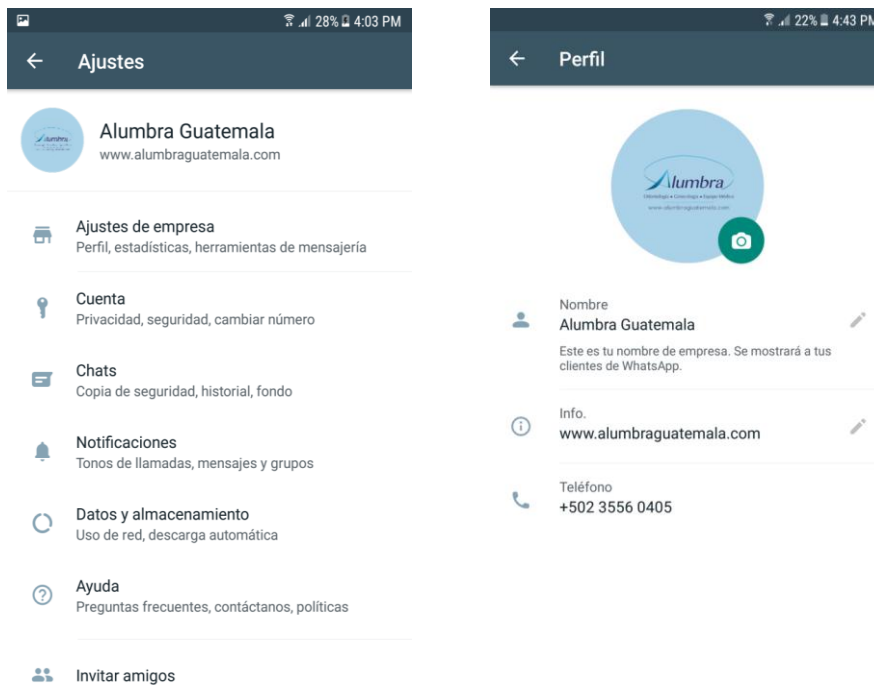 28% 4:03 PM
Ajustes
Alumbra Guatemala
www.alumbraguatemala.com
Ajustes de empresa
Perfil, estadísticas, herramientas de mensajería
Cuenta
Privacidad, seguridad, cambiar número
Chats
Copia de seguridad, historial, fondo
Notificaciones
Tonos de llamadas, mensajes y grupos
Datos y almacenamiento
Uso de red, descarga automática
Ayuda
Preguntas frecuentes, contáctanos, políticas
Invitar amigos
22% 4:43 PM
Perfil
Alumbra
www.alumbraguatemala.com
Nombre
Alumbra Guatemala
Este es tu nombre de empresa. Se mostrará a tus
clientes de WhatsApp.
Info.
www.alumbraguatemala.com
Teléfono
+502 3556 0405